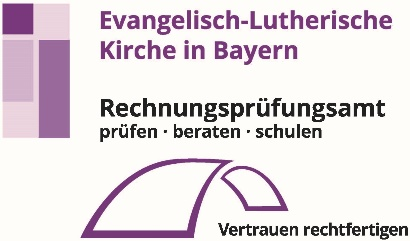 Evangelisch-Lutherische
Kirche in Bayern
Rechnungsprüfungsamt
prüfen · beraten · schulen
Vertrauen rechtfertigen